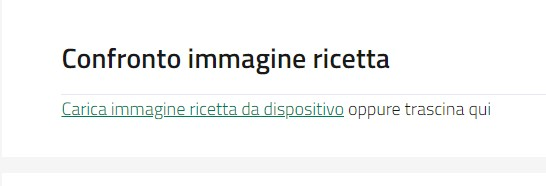 Confronto immagine ricetta
Carica immagine ricetta da dispositivo oppure trascina qui